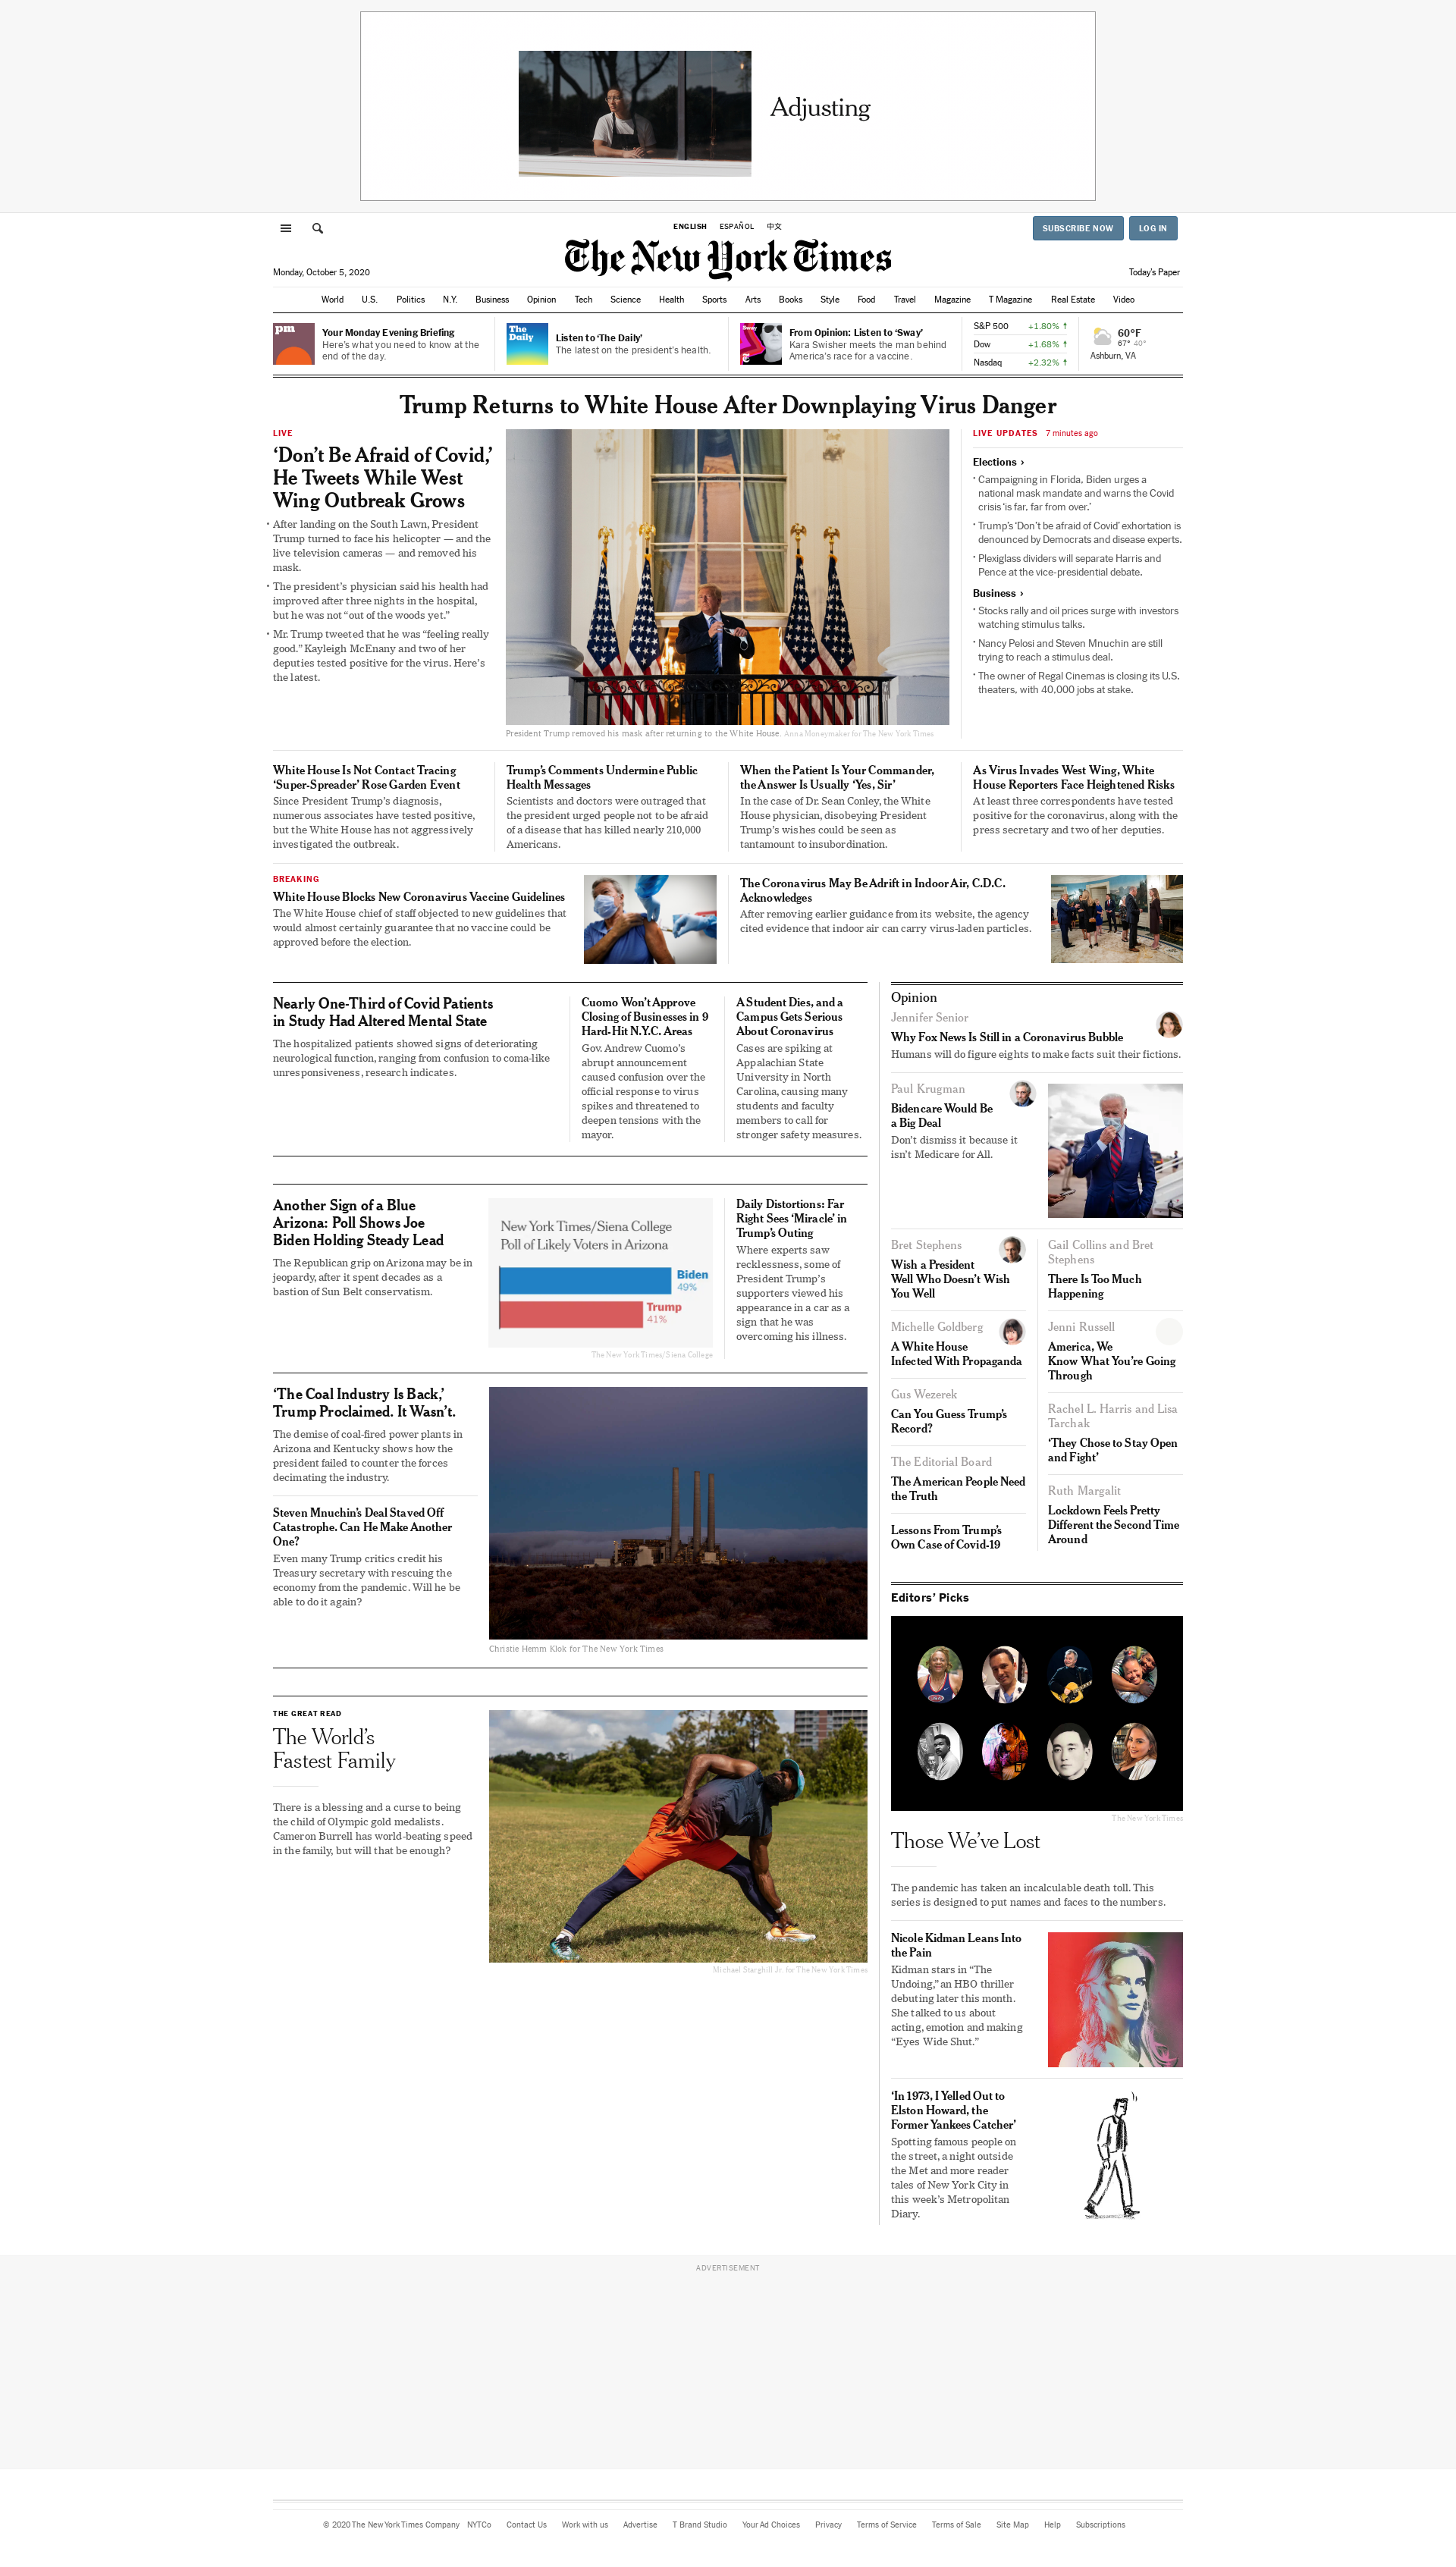 Adjusting
ENGLISH
ESPAÑOL
中文
SUBSCRIBE NOW
LOG IN
The New York Times
Monday, October 5, 2020
Today's Paper
World U.S. Politics N.Y. Business Opinion Tech Science Health Sports Arts Books Style Food Travel Magazine T Magazine Real Estate Video
pm
Your Monday Evening Briefing
Here's what you need to know at the
end of the day.
The
Daily
Listen to 'The Daily'
The latest on the president's health.
Sway
From Opinion: Listen to 'Sway'
Kara Swisher meets the man behind
America's race for a vaccine.
S&P 500 +1.80% ↑
Dow +1.68% ↑
Nasdaq +2.32% ↑
60°F
67° 40°
Ashburn, VA
Trump Returns to White House After Downplaying Virus Danger
LIVE
‘Don’t Be Afraid of Covid,’
He Tweets While West
Wing Outbreak Grows
• After landing on the South Lawn, President
Trump turned to face his helicopter — and the
live television cameras — and removed his
mask.
• The president’s physician said his health had
improved after three nights in the hospital,
but he was not “out of the woods yet.”
• Mr. Trump tweeted that he was “feeling really
good.” Kayleigh McEnany and two of her
deputies tested positive for the virus. Here’s
the latest.
President Trump removed his mask after returning to the White House. Anna Moneymaker for The New York Times
LIVE UPDATES 7 minutes ago
Elections ›
• Campaigning in Florida, Biden urges a
national mask mandate and warns the Covid
crisis ‘is far, far from over.’
• Trump’s ‘Don’t be afraid of Covid’ exhortation is
denounced by Democrats and disease experts.
• Plexiglass dividers will separate Harris and
Pence at the vice-presidential debate.
Business ›
• Stocks rally and oil prices surge with investors
watching stimulus talks.
• Nancy Pelosi and Steven Mnuchin are still
trying to reach a stimulus deal.
• The owner of Regal Cinemas is closing its U.S.
theaters, with 40,000 jobs at stake.
White House Is Not Contact Tracing
‘Super-Spreader’ Rose Garden Event
Since President Trump’s diagnosis,
numerous associates have tested positive,
but the White House has not aggressively
investigated the outbreak.
Trump’s Comments Undermine Public
Health Messages
Scientists and doctors were outraged that
the president urged people not to be afraid
of a disease that has killed nearly 210,000
Americans.
When the Patient Is Your Commander,
the Answer Is Usually ‘Yes, Sir’
In the case of Dr. Sean Conley, the White
House physician, disobeying President
Trump’s wishes could be seen as
tantamount to insubordination.
As Virus Invades West Wing, White
House Reporters Face Heightened Risks
At least three correspondents have tested
positive for the coronavirus, along with the
press secretary and two of her deputies.
BREAKING
White House Blocks New Coronavirus Vaccine Guidelines
The White House chief of staff objected to new guidelines that
would almost certainly guarantee that no vaccine could be
approved before the election.
The Coronavirus May Be Adrift in Indoor Air, C.D.C.
Acknowledges
After removing earlier guidance from its website, the agency
cited evidence that indoor air can carry virus-laden particles.
Nearly One-Third of Covid Patients
in Study Had Altered Mental State
The hospitalized patients showed signs of deteriorating
neurological function, ranging from confusion to coma-like
unresponsiveness, research indicates.
Cuomo Won’t Approve
Closing of Businesses in 9
Hard-Hit N.Y.C. Areas
Gov. Andrew Cuomo’s
abrupt announcement
caused confusion over the
official response to virus
spikes and threatened to
deepen tensions with the
mayor.
A Student Dies, and a
Campus Gets Serious
About Coronavirus
Cases are spiking at
Appalachian State
University in North
Carolina, causing many
students and faculty
members to call for
stronger safety measures.
Another Sign of a Blue
Arizona: Poll Shows Joe
Biden Holding Steady Lead
The Republican grip on Arizona may be in
jeopardy, after it spent decades as a
bastion of Sun Belt conservatism.
New York Times/Siena College
Poll of Likely Voters in Arizona
Biden
49%
Trump
41%
The New York Times/Siena College
Daily Distortions: Far
Right Sees ‘Miracle’ in
Trump’s Outing
Where experts saw
recklessness, some of
President Trump’s
supporters viewed his
appearance in a car as a
sign that he was
overcoming his illness.
‘The Coal Industry Is Back,’
Trump Proclaimed. It Wasn’t.
The demise of coal-fired power plants in
Arizona and Kentucky shows how the
president failed to counter the forces
decimating the industry.
Steven Mnuchin’s Deal Staved Off
Catastrophe. Can He Make Another
One?
Even many Trump critics credit his
Treasury secretary with rescuing the
economy from the pandemic. Will he be
able to do it again?
Christie Hemm Klok for The New York Times
THE GREAT READ
The World’s
Fastest Family
There is a blessing and a curse to being
the child of Olympic gold medalists.
Cameron Burrell has world-beating speed
in the family, but will that be enough?
Michael Starghill Jr. for The New York Times
Opinion
Jennifer Senior
Why Fox News Is Still in a Coronavirus Bubble
Humans will do figure eights to make facts suit their fictions.
Paul Krugman
Bidencare Would Be
a Big Deal
Don’t dismiss it because it
isn’t Medicare for All.
Bret Stephens
Wish a President
Well Who Doesn’t Wish
You Well
Michelle Goldberg
A White House
Infected With Propaganda
Gus Wezerek
Can You Guess Trump’s
Record?
The Editorial Board
The American People Need
the Truth
Lessons From Trump’s
Own Case of Covid-19
Gail Collins and Bret
Stephens
There Is Too Much
Happening
Jenni Russell
America, We
Know What You’re Going
Through
Rachel L. Harris and Lisa
Tarchak
‘They Chose to Stay Open
and Fight’
Ruth Margalit
Lockdown Feels Pretty
Different the Second Time
Around
Editors’ Picks
The New York Times
Those We’ve Lost
The pandemic has taken an incalculable death toll. This
series is designed to put names and faces to the numbers.
Nicole Kidman Leans Into
the Pain
Kidman stars in “The
Undoing,” an HBO thriller
debuting later this month.
She talked to us about
acting, emotion and making
“Eyes Wide Shut.”
‘In 1973, I Yelled Out to
Elston Howard, the
Former Yankees Catcher’
Spotting famous people on
the street, a night outside
the Met and more reader
tales of New York City in
this week’s Metropolitan
Diary.
ADVERTISEMENT
© 2020 The New York Times Company NYTCo Contact Us Work with us Advertise T Brand Studio Your Ad Choices Privacy Terms of Service Terms of Sale Site Map Help Subscriptions